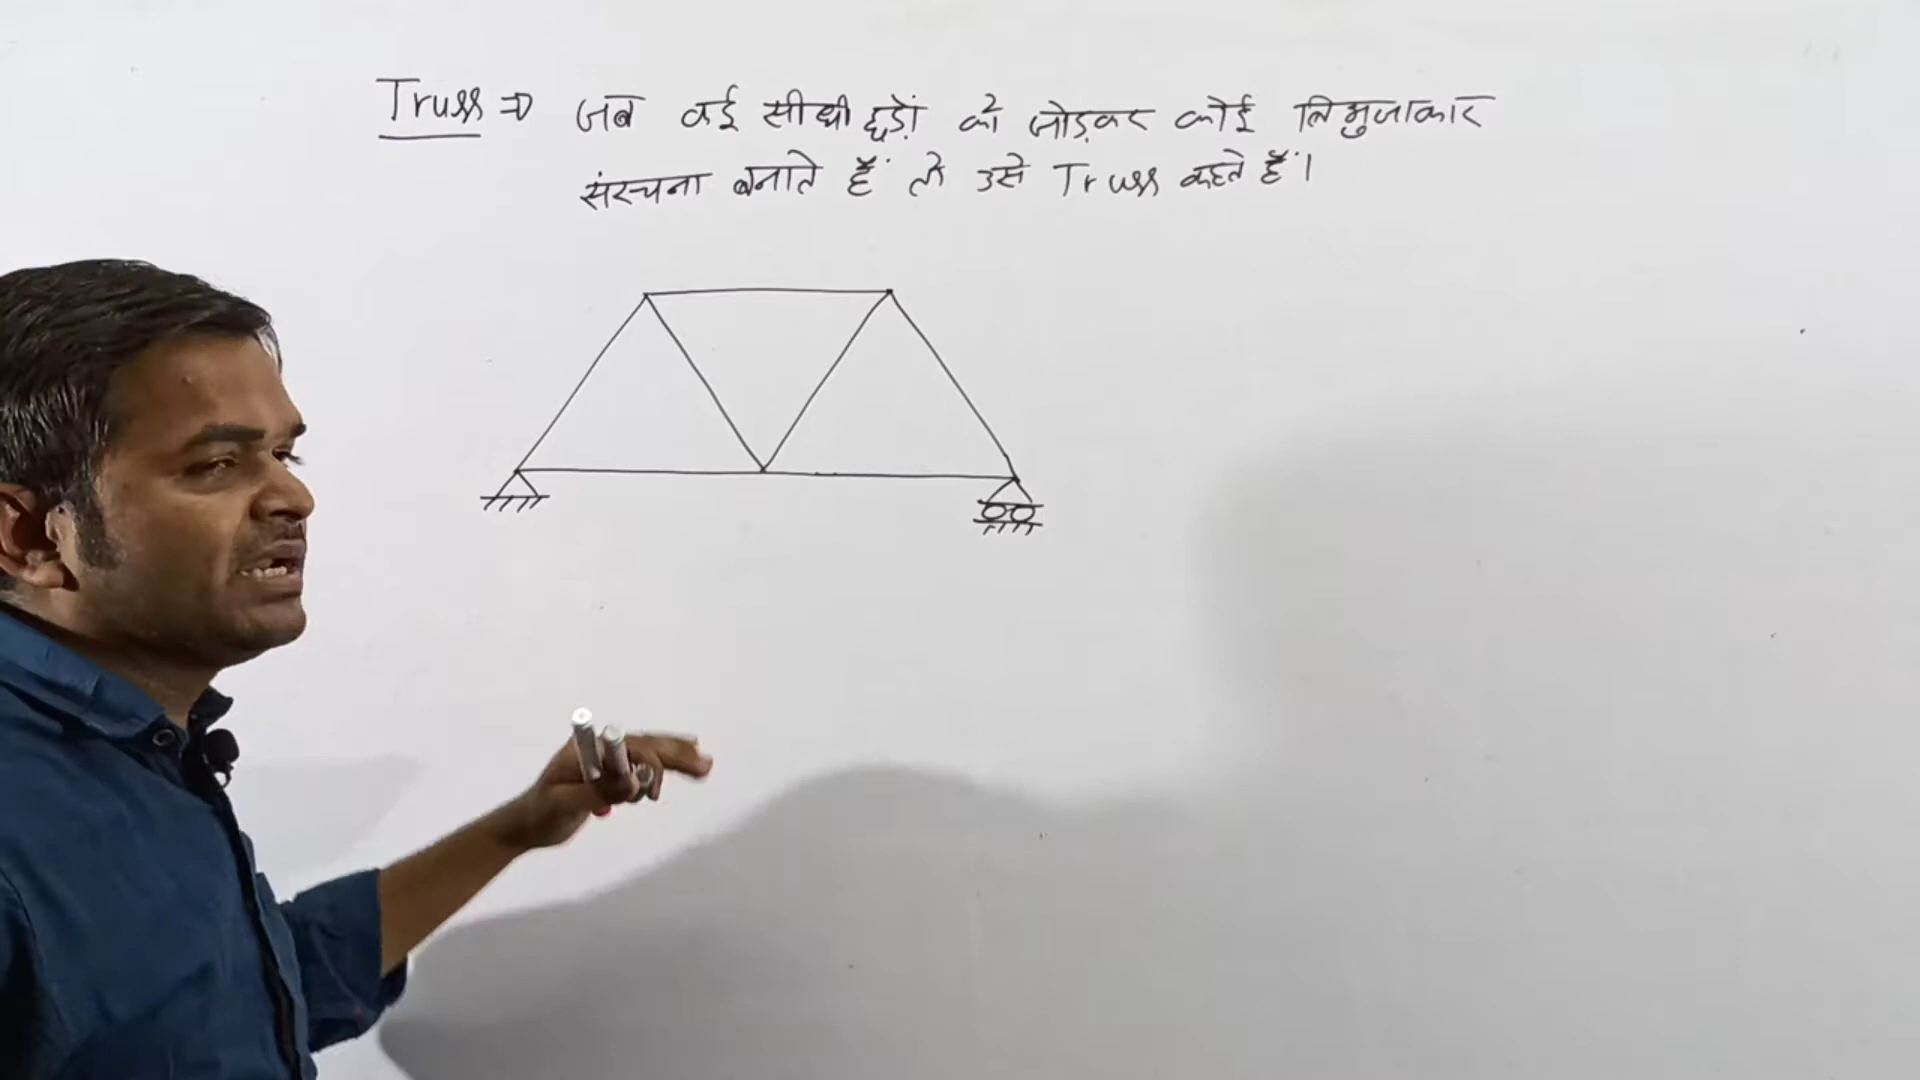 Truss ⇒ जब कई सीधी छड़ों को जोड़कर कोई त्रिभुजाकार
संरचना बनाते हैं तो उसे Truss कहते हैं।